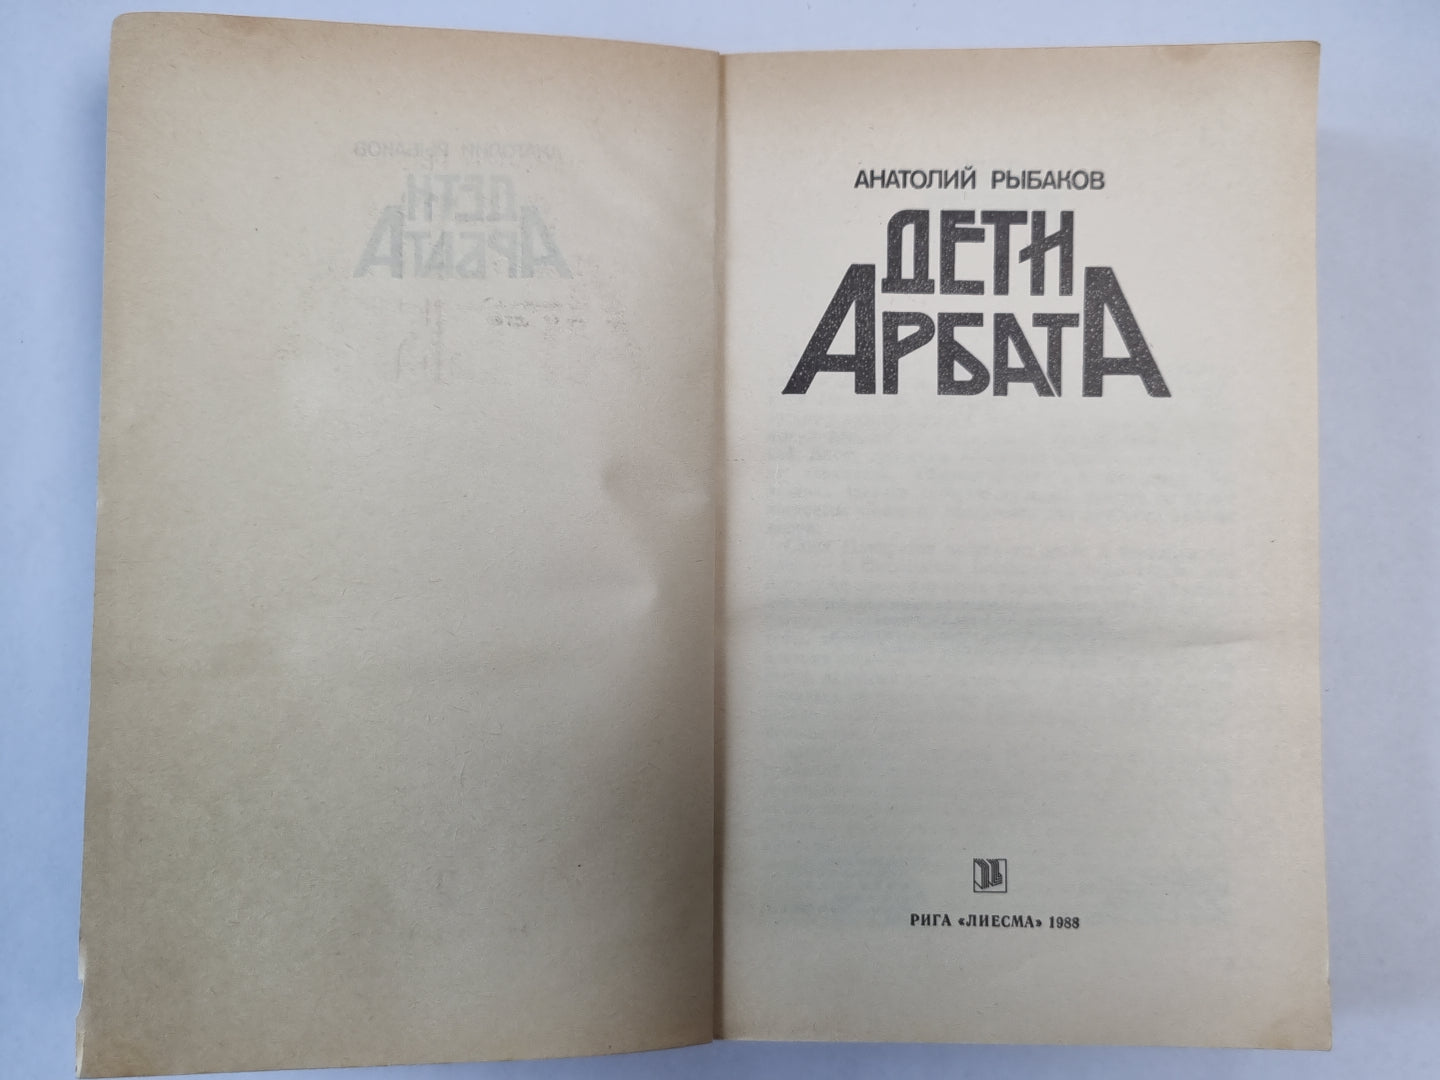 АНАТОЛИЙ РЫБАКОВ
ДЕТИ
АРБАТА
РИГА «ЛИЕСМА» 1988